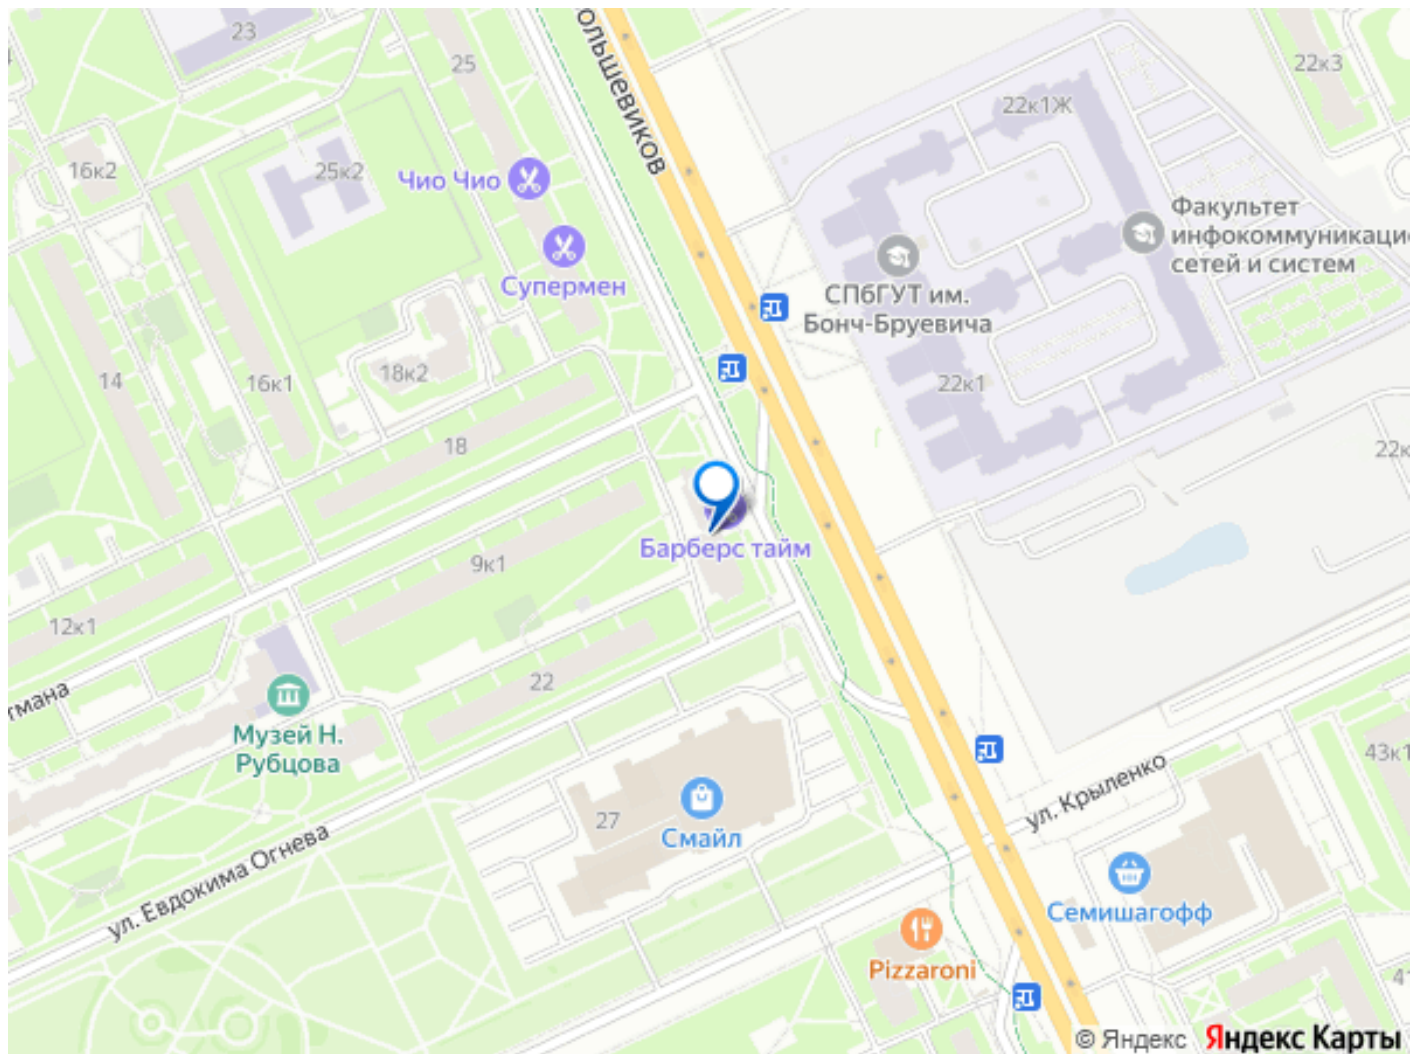 23
25
ольшевиков
22к3
22к1Ж
16к2
25к2
Чио Чио
Факультет
инфокоммуникацио
сетей и систем
Супермен
СПбГУТ им.
Бонч-Бруевича
14
16к1
18к2
22к1
18
22к
Барберс тайм
9к1
12к1
22
тмана
Музей Н.
Рубцова
43к1
ул. Крыленко
27
Смайл
ул. Евдокима Огнева
Семишагофф
Pizzaroni
41
© Яндекс Яндекс Карты